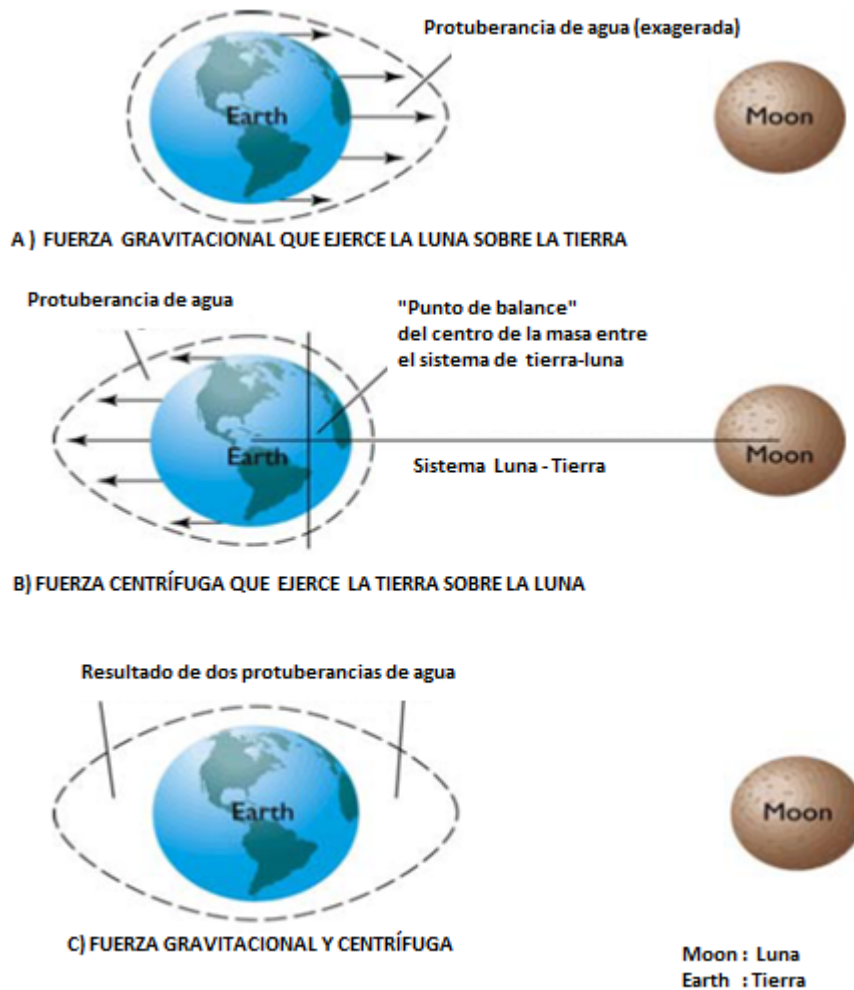 Protuberancia de agua (exagerada)
Earth
Moon
A ) FUERZA GRAVITACIONAL QUE EJERCE LA LUNA SOBRE LA TIERRA
Protuberancia de agua
"Punto de balance"
del centro de la masa entre
el sistema de tierra-luna
Earth
Moon
Sistema Luna - Tierra
B) FUERZA CENTRÍFUGA QUE EJERCE LA TIERRA SOBRE LA LUNA
Resultado de dos protuberancias de agua
Earth
Moon
C) FUERZA GRAVITACIONAL Y CENTRÍFUGA
Moon : Luna
Earth : Tierra